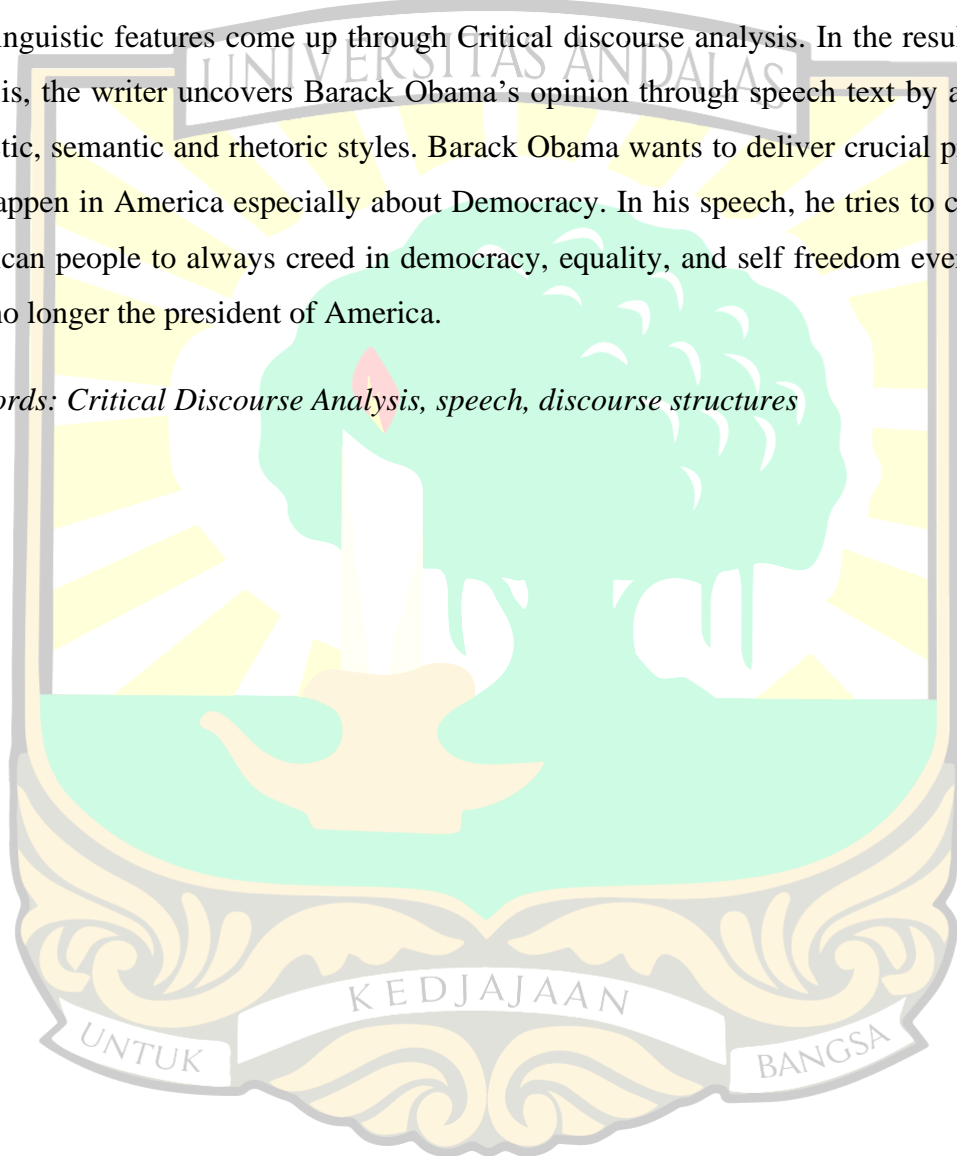 inguistic features come up through Critical discourse analysis. In the resul
is, the writer uncovers Barack Obama's opinion through speech text by a
tic, semantic and rhetoric styles. Barack Obama wants to deliver crucial p
appen in America especially about Democracy. In his speech, he tries to c
can people to always creed in democracy, equality, and self freedom ever
no longer the president of America.
ords: Critical Discourse Analysis, speech, discourse structures
UNIVERSITAS ANDALAS
UNTUK
KEDJAJAAN
BANGSA